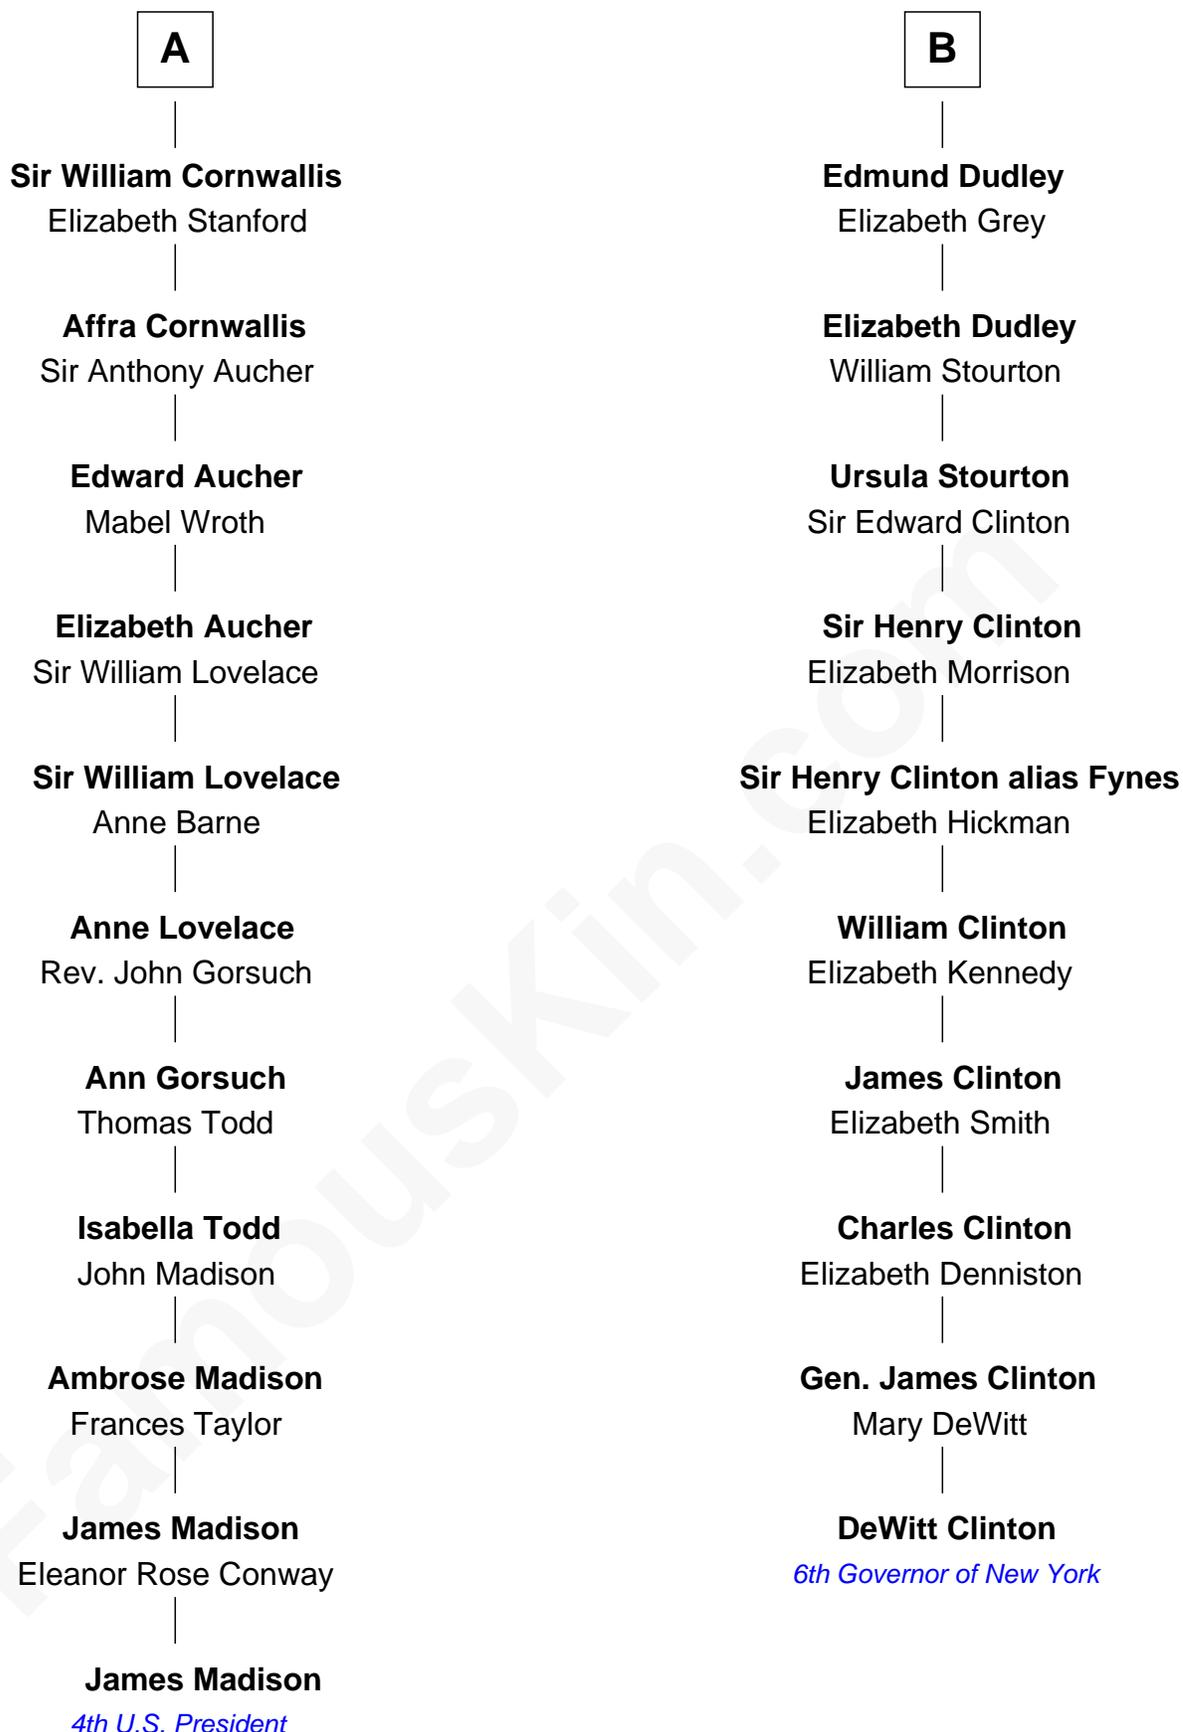 A
Sir William Cornwallis
Elizabeth Stanford
Affra Cornwallis
Sir Anthony Aucher
Edward Aucher
Mabel Wroth
Elizabeth Aucher
Sir William Lovelace
Sir William Lovelace
Anne Barne
Anne Lovelace
Rev. John Gorsuch
Ann Gorsuch
Thomas Todd
Isabella Todd
John Madison
Ambrose Madison
Frances Taylor
James Madison
Eleanor Rose Conway
James Madison
4th U.S. President
B
Edmund Dudley
Elizabeth Grey
Elizabeth Dudley
William Stourton
Ursula Stourton
Sir Edward Clinton
Sir Henry Clinton
Elizabeth Morrison
Sir Henry Clinton alias Fynes
Elizabeth Hickman
William Clinton
Elizabeth Kennedy
James Clinton
Elizabeth Smith
Charles Clinton
Elizabeth Denniston
Gen. James Clinton
Mary DeWitt
DeWitt Clinton
6th Governor of New York
FamousKin.com